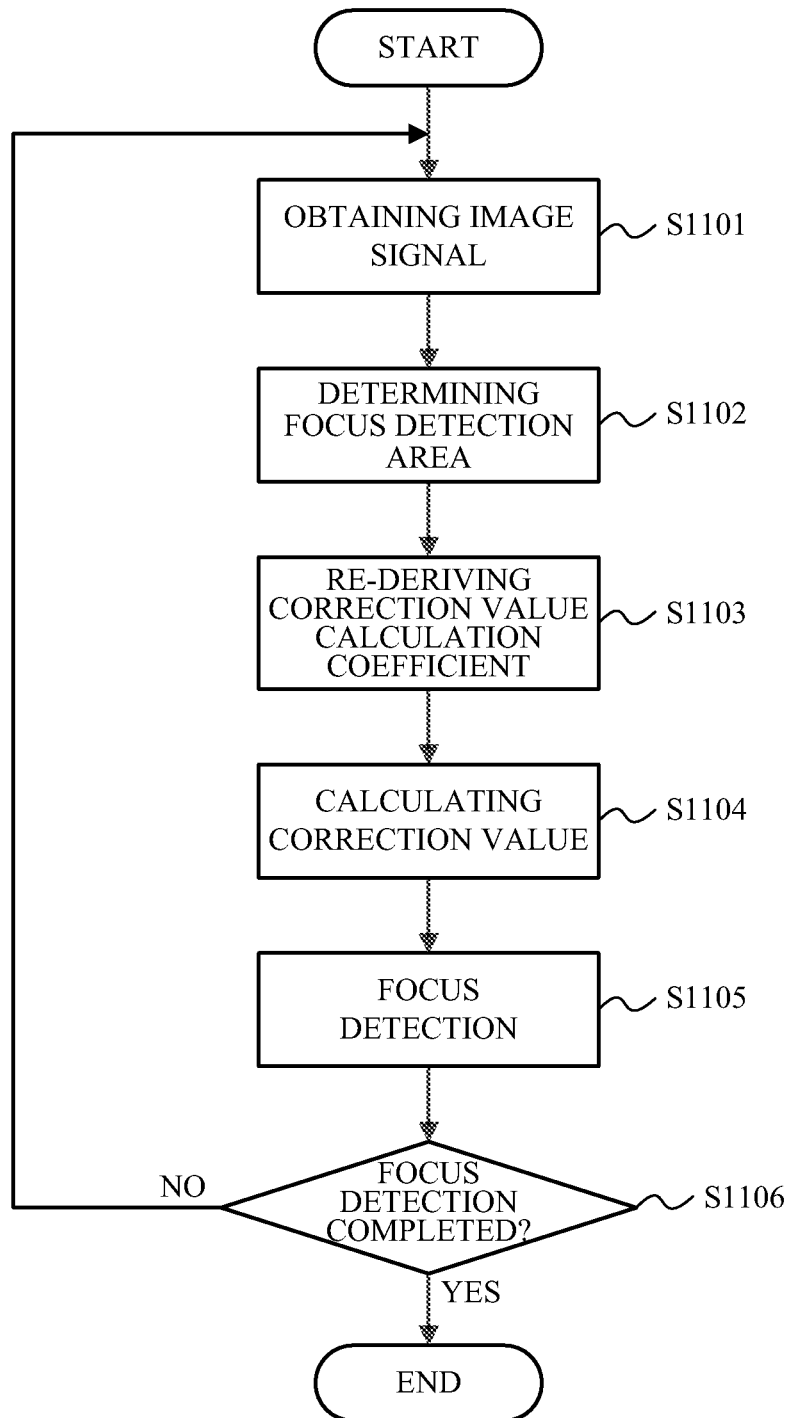 START
OBTAINING IMAGE
SIGNAL
S1101
DETERMINING
FOCUS DETECTION
AREA
S1102
RE-DERIVING
CORRECTION VALUE
CALCULATION
COEFFICIENT
S1103
CALCULATING
CORRECTION VALUE
S1104
FOCUS
DETECTION
S1105
FOCUS
DETECTION
COMPLETED?
S1106
NO
YES
END